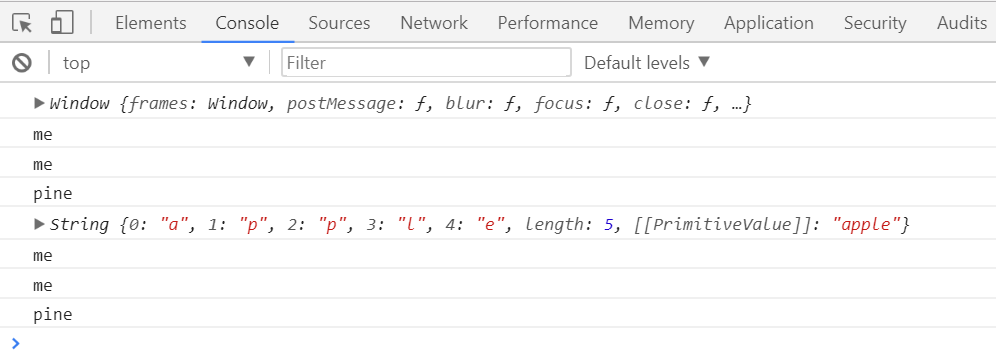 Elements Console Sources Network Performance Memory Application Security Audits
top ▼ Filter Default levels ▼
▶Window {frames: Window, postMessage: ƒ, blur: ƒ, focus: ƒ, close: ƒ, …}
me
me
pine
▶String {0: "a", 1: "p", 2: "p", 3: "l", 4: "e", length: 5, [[PrimitiveValue]]: "apple"}
me
me
pine
>